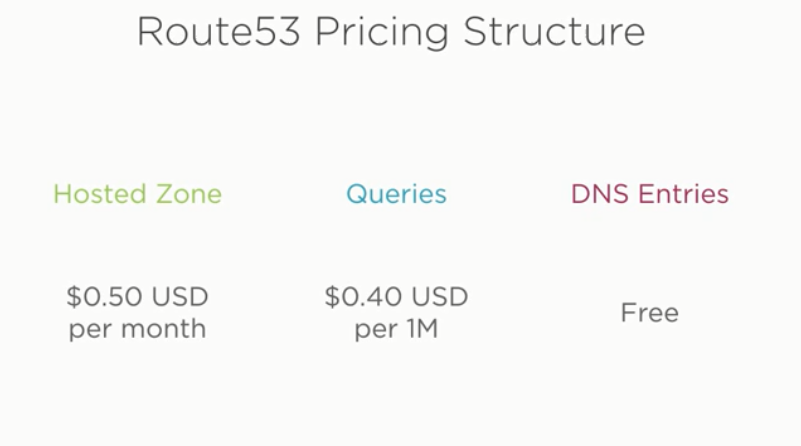 Route53 Pricing Structure
Hosted Zone
$0.50 USD
per month
Queries
$0.40 USD
per 1M
DNS Entries
Free